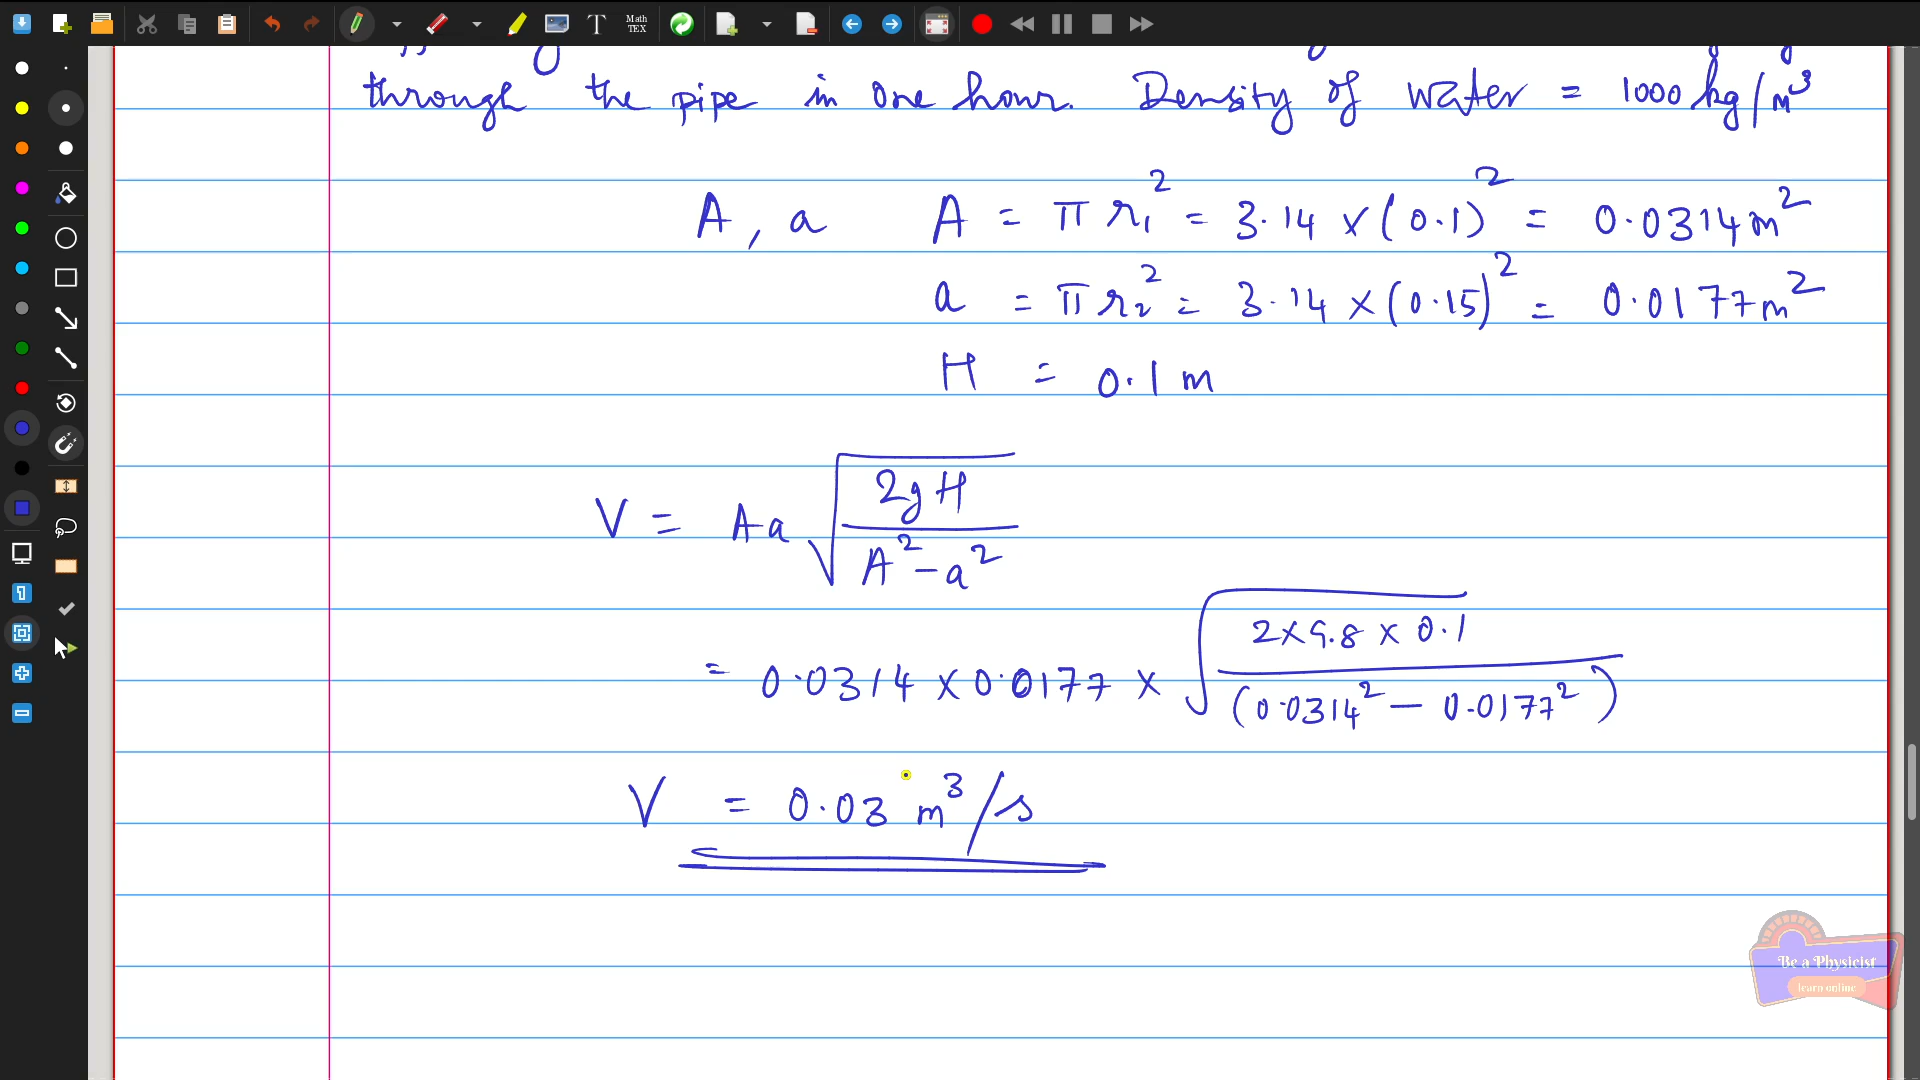 Math
TEX
through the pipe in one hour. Density of water = 1000 kg/m³
A, a A = π r₁² = 3.14 × (0.1)² = 0.0314 m²
a = π r₂² = 3.14 × (0.15)² = 0.0177 m²
H = 0.1 m
V = Aa √(2gH / A² − a²)
= 0.0314 × 0.0177 × √(2×9.8 × 0.1 / (0.0314² − 0.0177²))
V = 0.03 m³/s
Be a Physicist
learn online